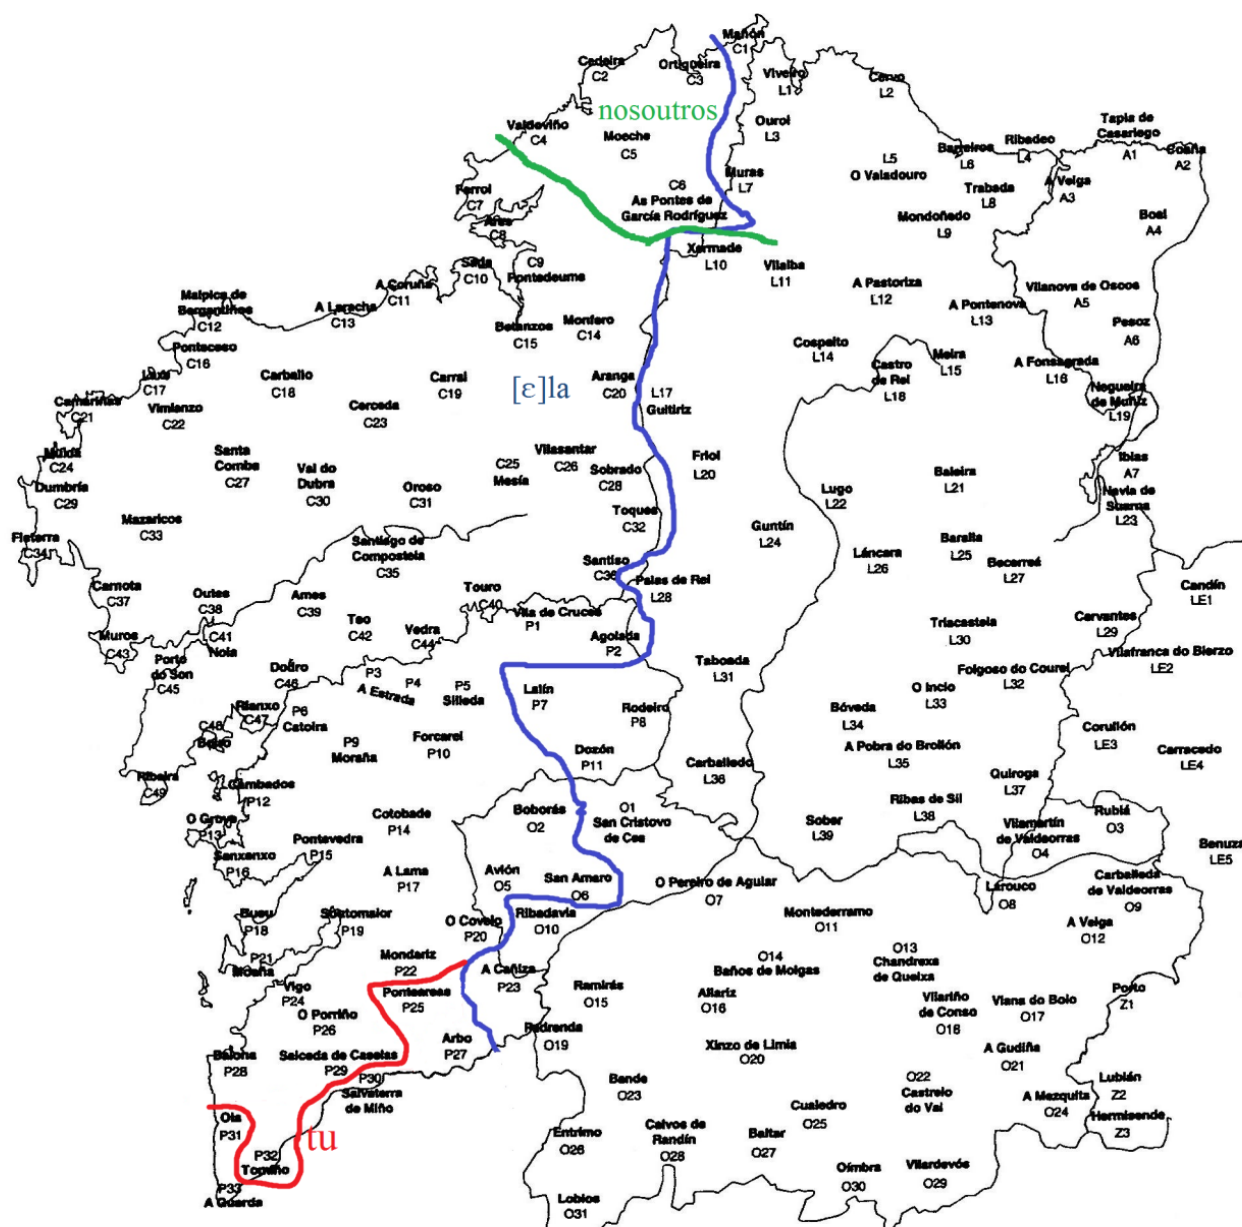 Mañón
C1
Cedeira
C2
Ortigueira
C3
Viveiro
L1
Cervo
L2
nosoutros
Valdoviño
C4
Moeche
C5
Ourol
L3
Tapia de
Casariego
A1
Ribadeo
L4
Barreiros
L6
Coaña
A2
L5
O Valadouro
Muras
L7
A Veiga
A3
Trabada
L8
Ferrol
C7
C6
As Pontes de
García Rodríguez
Mondoñedo
L9
Boal
A4
Ares
C8
Xermade
L10
Vilalba
L11
C9
Pontedeume
Sada
C10
A Coruña
C11
A Pastoriza
L12
Vilanova de Oscos
A5
Malpica de
Bergantiños
C12
A Laracha
C13
A Pontenova
L13
Betanzos
C15
Monfero
C14
Pesoz
A6
Ponteceso
C16
Cospeito
L14
Meira
L15
A Fonsagrada
L16
Castro
de Rei
L18
Laxe
C17
Carballo
C18
Carral
C19
[ɛ]la
Aranga
C20
L17
Guitiriz
Negueira
de Muñiz
L19
Camariñas
C21
Vimianzo
C22
Cerceda
C23
Muxía
C24
Santa
Comba
C27
Val do
Dubra
C30
C25
Mesía
Vilasantar
C26
Sobrado
C28
Friol
L20
Ibias
A7
Baleira
L21
Dumbría
C29
Oroso
C31
Lugo
L22
Navia de
Suarna
L23
Mazaricos
C33
Toques
C32
Guntín
L24
Fisterra
C34
Santiago de
Compostela
C35
Baralla
L25
Láncara
L26
Becerreá
L27
Santiso
C36
Palas de Rei
L28
Carnota
C37
Outes
C38
Ames
C39
Touro
C40
Candín
LE1
Vila de Cruces
P1
Cervantes
L29
Triacastela
L30
Muros
C43
C41
Noia
Teo
C42
Vedra
C44
Agolada
P2
Vilafranca do Bierzo
LE2
Porto
do Son
C45
Dodro
C46
P3
A Estrada
P4
P5
Silleda
Taboada
L31
Folgoso do Courel
L32
Lalín
P7
O Incio
L33
Rianxo
C47
P6
Catoira
Rodeiro
P8
Bóveda
L34
C48
Boiro
P9
Moraña
Forcarei
P10
Corullón
LE3
Dozón
P11
A Pobra do Brollón
L35
Carracedo
LE4
Ribeira
C49
Carballedo
L36
Cambados
P12
Quiroga
L37
O Grove
P13
Cotobade
P14
Boborás
O2
O1
San Cristovo
de Cea
Ribas de Sil
L38
Sober
L39
Vilamartín
de Valdeorras
O4
Rubiá
O3
Pontevedra
P15
Sanxenxo
P16
Benuza
LE5
A Lama
P17
Avión
O5
San Amaro
O6
O Pereiro de Aguiar
O7
Larouco
O8
Carballeda
de Valdeorras
O9
Bueu
P18
Soutomaior
P19
O Covelo
P20
Ribadavia
O10
Montederramo
O11
A Veiga
O12
P21
Moaña
Mondariz
P22
A Cañiza
P23
O14
Baños de Molgas
O13
Chandrexa
de Queixa
Vigo
P24
Ponteareas
P25
Ramirás
O15
Allariz
O16
Vilariño
de Conso
O18
Viana do Bolo
O17
Porto
Z1
O Porriño
P26
Arbo
P27
Padrenda
O19
Xinzo de Limia
O20
A Gudiña
O21
Baiona
P28
Salceda de Caselas
P29
P30
Salvaterra
de Miño
Bande
O23
O22
Castrelo
do Val
Lubián
Z2
A Mezquita
O24
Oia
P31
Cualedro
O25
Hermisende
Z3
tu
Entrimo
O26
Calvos de
Randín
O28
Baltar
O27
P32
Tomiño
Oímbra
O30
Vilardevós
O29
P33
A Guarda
Lobios
O31